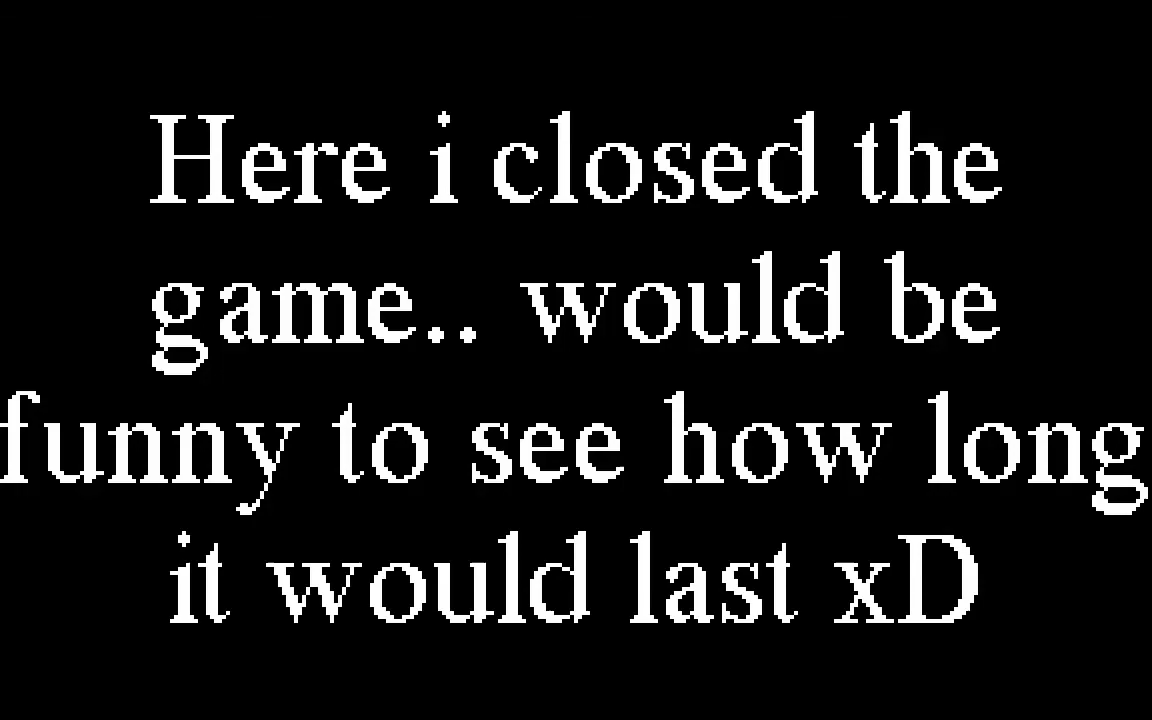 Here i closed the
game.. would be
funny to see how long
it would last xD